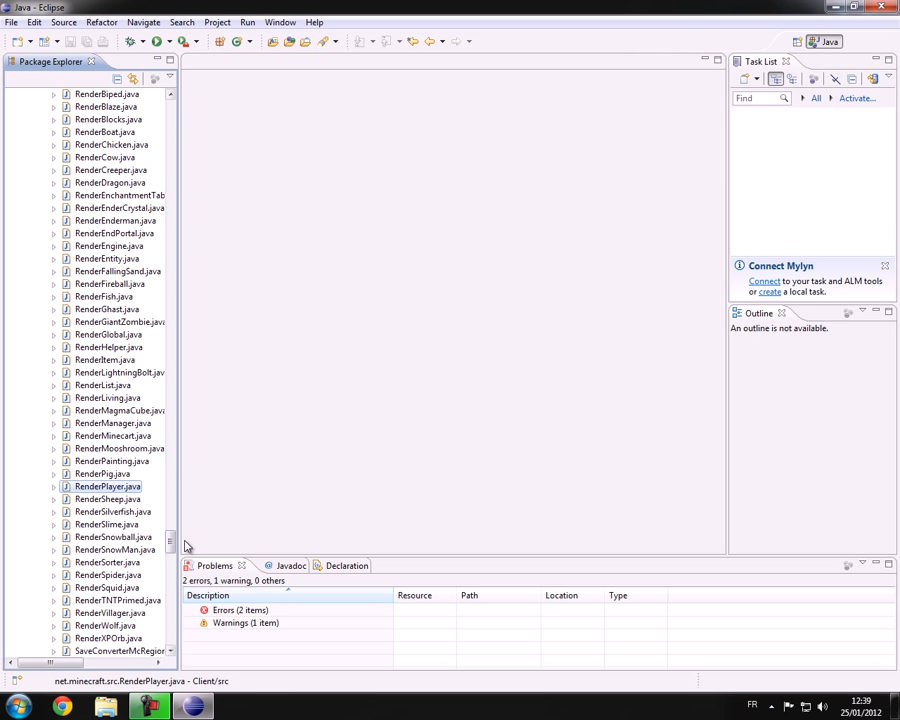 Java - Eclipse
File Edit Source Refactor Navigate Search Project Run Window Help
Java
Package Explorer
RenderBiped.java
RenderBlaze.java
RenderBlocks.java
RenderBoat.java
RenderChicken.java
RenderCow.java
RenderCreeper.java
RenderDragon.java
RenderEnchantmentTab
RenderEnderCrystal.java
RenderEnderman.java
RenderEndPortal.java
RenderEngine.java
RenderEntity.java
RenderFallingSand.java
RenderFireball.java
RenderFish.java
RenderGhast.java
RenderGiantZombie.java
RenderGlobal.java
RenderHelper.java
RenderItem.java
RenderLightningBolt.jav
RenderList.java
RenderLiving.java
RenderMagmaCube.java
RenderManager.java
RenderMinecart.java
RenderMooshroom.java
RenderPainting.java
RenderPig.java
RenderPlayer.java
RenderSheep.java
RenderSilverfish.java
RenderSlime.java
RenderSnowball.java
RenderSnowMan.java
RenderSorter.java
RenderSpider.java
RenderSquid.java
RenderTNTPrimed.java
RenderVillager.java
RenderWolf.java
RenderXPOrb.java
SaveConverterMcRegion
Task List
Find All Activate...
Connect Mylyn
Connect to your task and ALM tools
or create a local task.
Outline
An outline is not available.
Problems Javadoc Declaration
2 errors, 1 warning, 0 others
Description Resource Path Location Type
Errors (2 items)
Warnings (1 item)
net.minecraft.src.RenderPlayer.java - Client/src
FR
12:39
25/01/2012